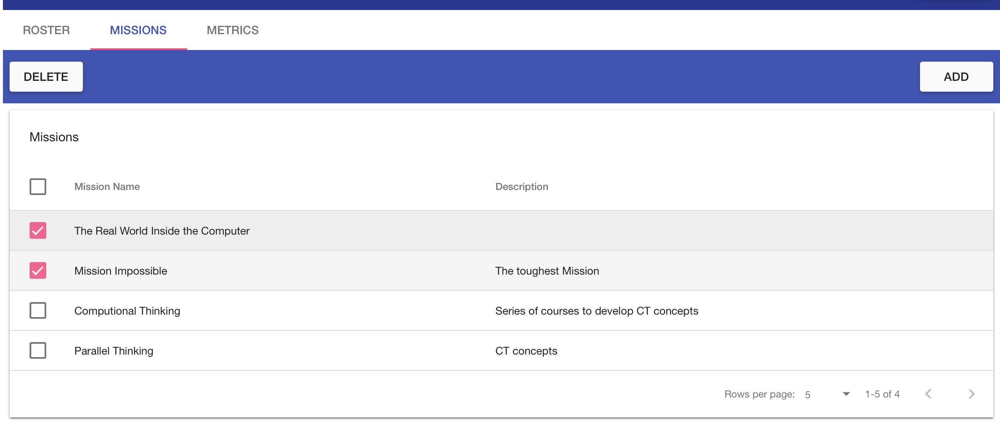 ROSTER MISSIONS METRICS
DELETE ADD
Missions
Mission Name Description
The Real World Inside the Computer
Mission Impossible The toughest Mission
Computional Thinking Series of courses to develop CT concepts
Parallel Thinking CT concepts
Rows per page: 5 1-5 of 4